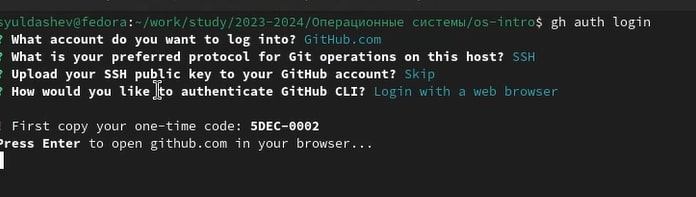 syuldashev@fedora:~/work/study/2023-2024/Операционные системы/os-intro$ gh auth login
? What account do you want to log into? GitHub.com
? What is your preferred protocol for Git operations on this host? SSH
? Upload your SSH public key to your GitHub account? Skip
? How would you like to authenticate GitHub CLI? Login with a web browser
! First copy your one-time code: 5DEC-0002
Press Enter to open github.com in your browser...